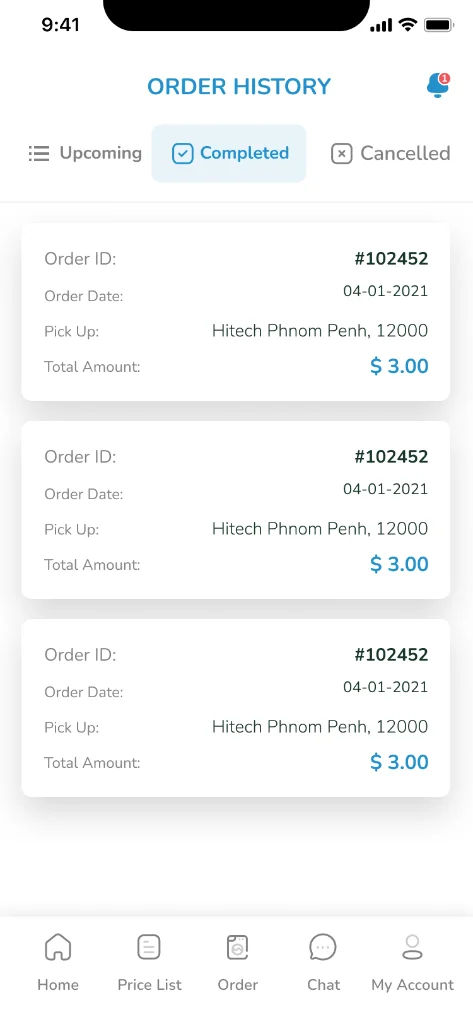 9:41
ORDER HISTORY
1
Upcoming Completed Cancelled
Order ID: #102452
Order Date: 04-01-2021
Pick Up: Hitech Phnom Penh, 12000
Total Amount: $ 3.00
Order ID: #102452
Order Date: 04-01-2021
Pick Up: Hitech Phnom Penh, 12000
Total Amount: $ 3.00
Order ID: #102452
Order Date: 04-01-2021
Pick Up: Hitech Phnom Penh, 12000
Total Amount: $ 3.00
Home Price List Order Chat My Account